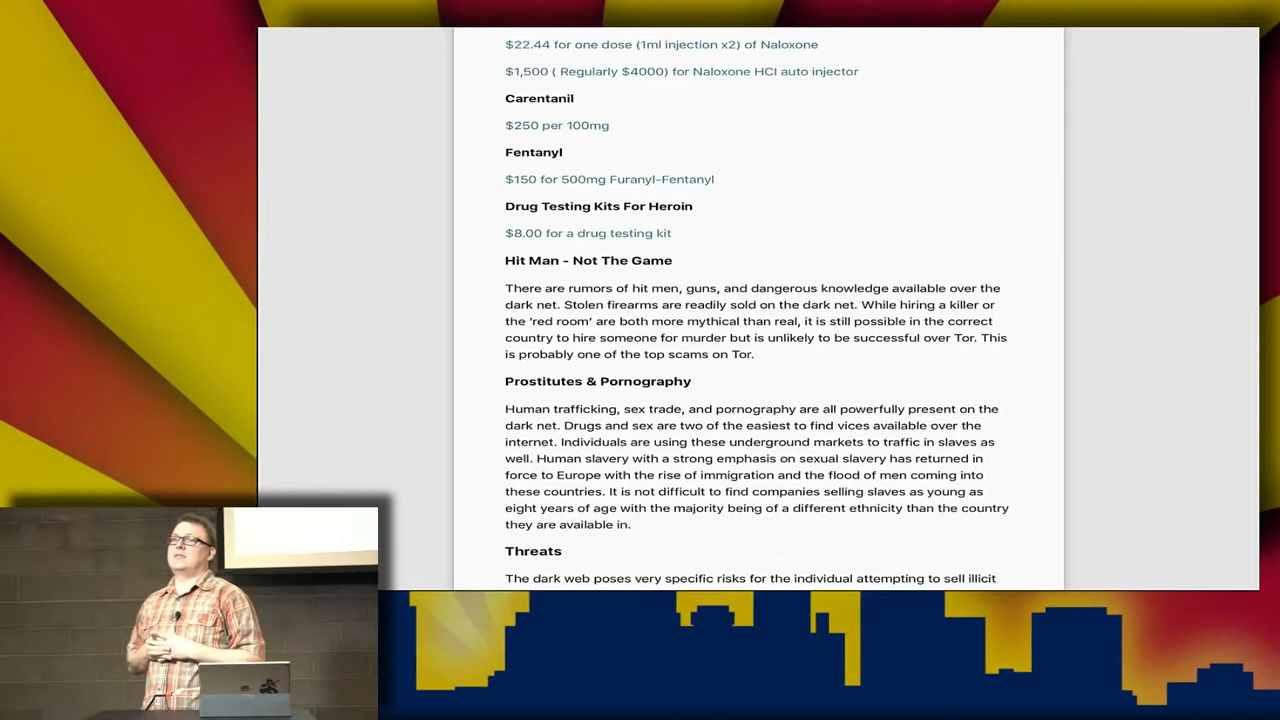 $22.44 for one dose (1ml injection x2) of Naloxone
$1,500 ( Regularly $4000) for Naloxone HCI auto injector
Carentanil
$250 per 100mg
Fentanyl
$150 for 500mg Furanyl-Fentanyl
Drug Testing Kits For Heroin
$8.00 for a drug testing kit
Hit Man - Not The Game
There are rumors of hit men, guns, and dangerous knowledge available over the
dark net. Stolen firearms are readily sold on the dark net. While hiring a killer or
the ‘red room’ are both more mythical than real, it is still possible in the correct
country to hire someone for murder but is unlikely to be successful over Tor. This
is probably one of the top scams on Tor.
Prostitutes & Pornography
Human trafficking, sex trade, and pornography are all powerfully present on the
dark net. Drugs and sex are two of the easiest to find vices available over the
internet. Individuals are using these underground markets to traffic in slaves as
well. Human slavery with a strong emphasis on sexual slavery has returned in
force to Europe with the rise of immigration and the flood of men coming into
these countries. It is not difficult to find companies selling slaves as young as
eight years of age with the majority being of a different ethnicity than the country
they are available in.
Threats
The dark web poses very specific risks for the individual attempting to sell illicit